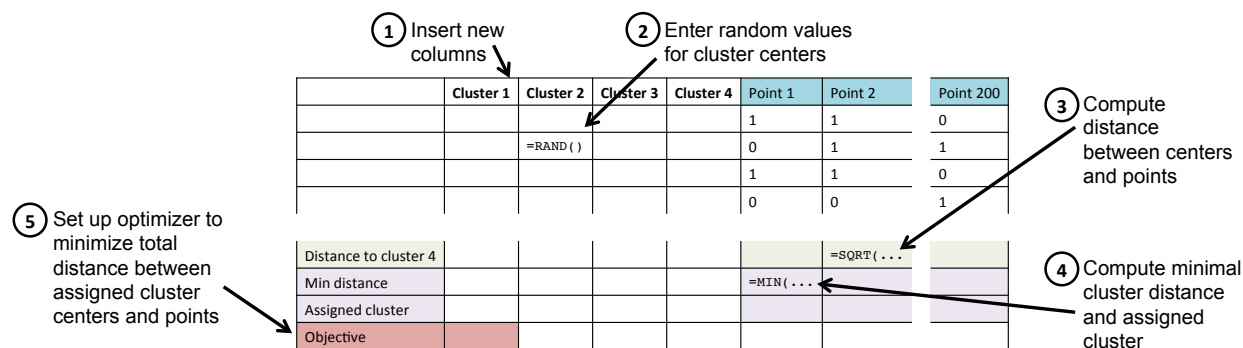 1 Insert new
columns
2 Enter random values
for cluster centers
Cluster 1 Cluster 2 Cluster 3 Cluster 4 Point 1 Point 2 Point 200
1 1 0
=RAND() 0 1 1
1 1 0
0 0 1
3 Compute
distance
between centers
and points
5 Set up optimizer to
minimize total
distance between
assigned cluster
centers and points
Distance to cluster 4 =SQRT(...
Min distance =MIN(...
Assigned cluster
Objective
4 Compute minimal
cluster distance
and assigned
cluster